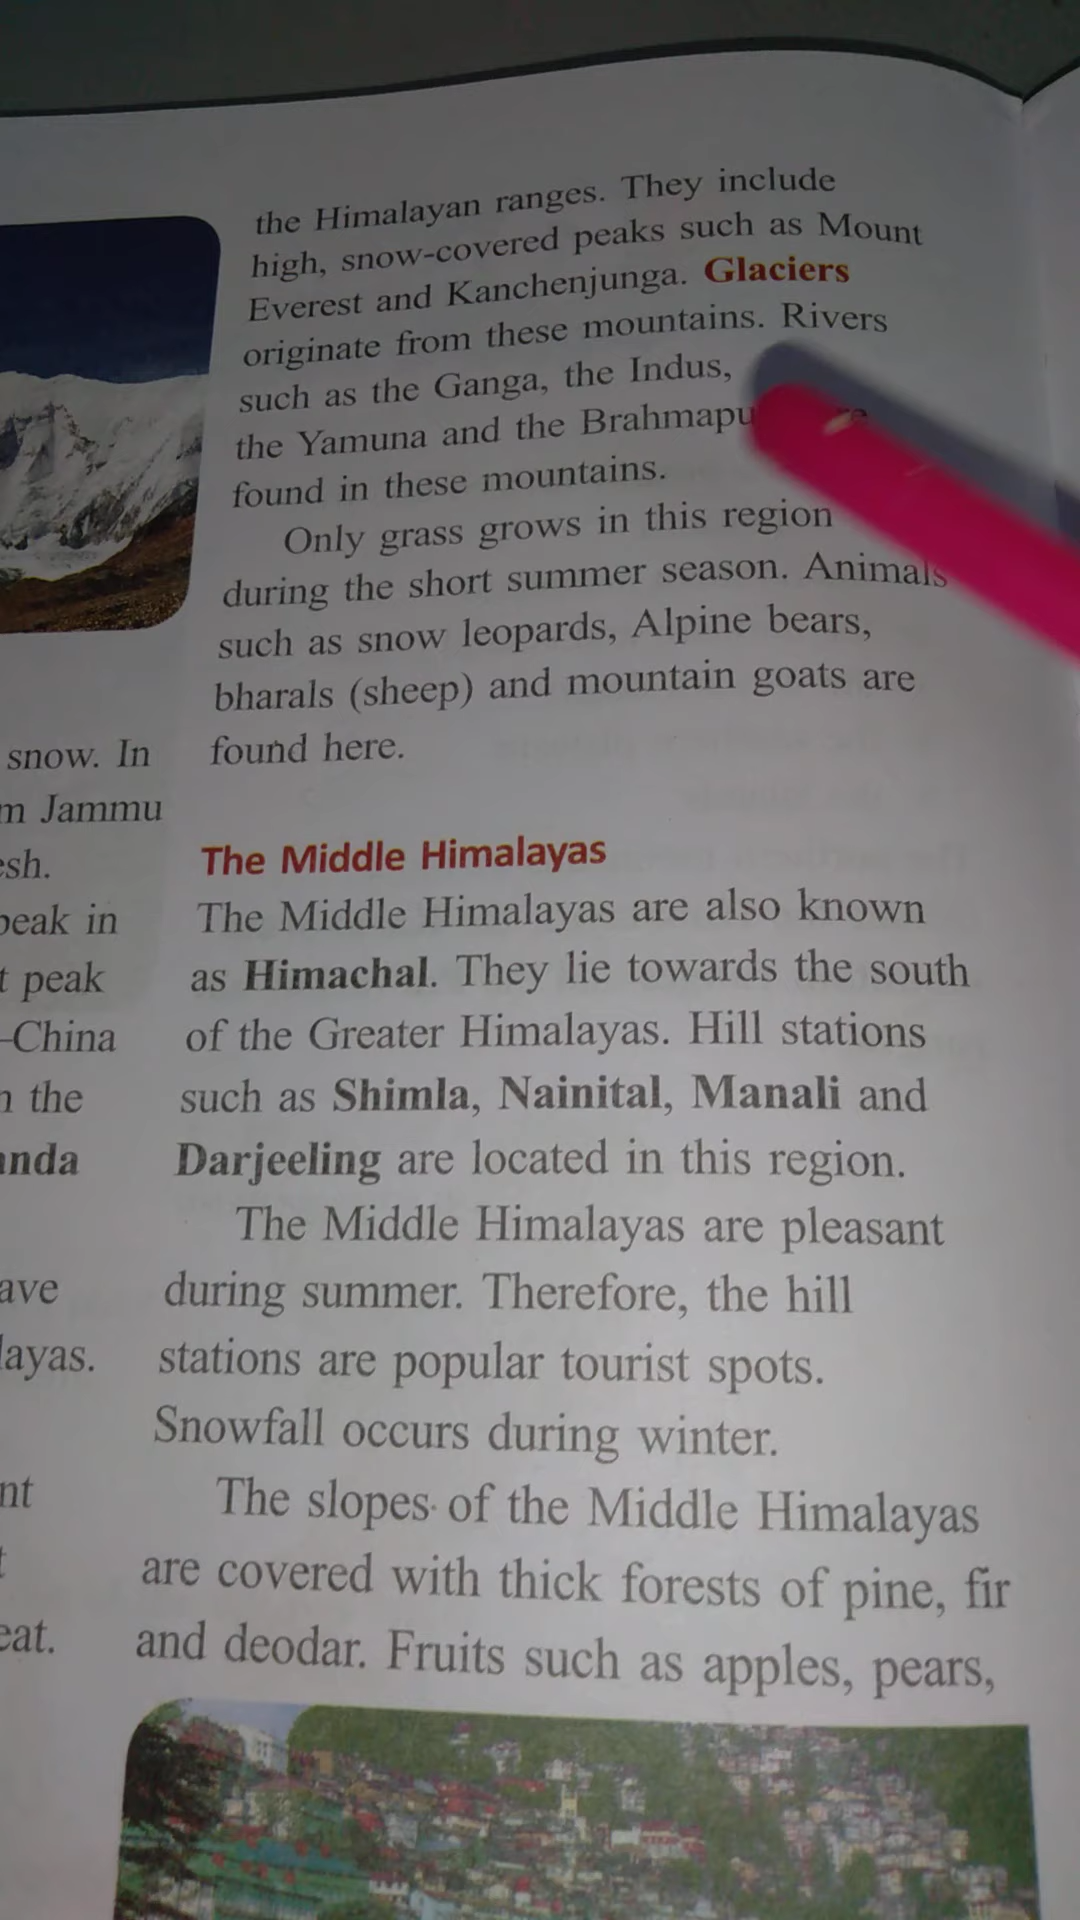 snow. In
m Jammu
esh.
peak in
t peak
–China
n the
anda
ave
layas.
nt
t
eat.
the Himalayan ranges. They include
high, snow-covered peaks such as Mount
Everest and Kanchenjunga. Glaciers
originate from these mountains. Rivers
such as the Ganga, the Indus,
the Yamuna and the Brahmapu
found in these mountains.
Only grass grows in this region
during the short summer season. Animals
such as snow leopards, Alpine bears,
bharals (sheep) and mountain goats are
found here.
The Middle Himalayas
The Middle Himalayas are also known
as Himachal. They lie towards the south
of the Greater Himalayas. Hill stations
such as Shimla, Nainital, Manali and
Darjeeling are located in this region.
The Middle Himalayas are pleasant
during summer. Therefore, the hill
stations are popular tourist spots.
Snowfall occurs during winter.
The slopes of the Middle Himalayas
are covered with thick forests of pine, fir
and deodar. Fruits such as apples, pears,